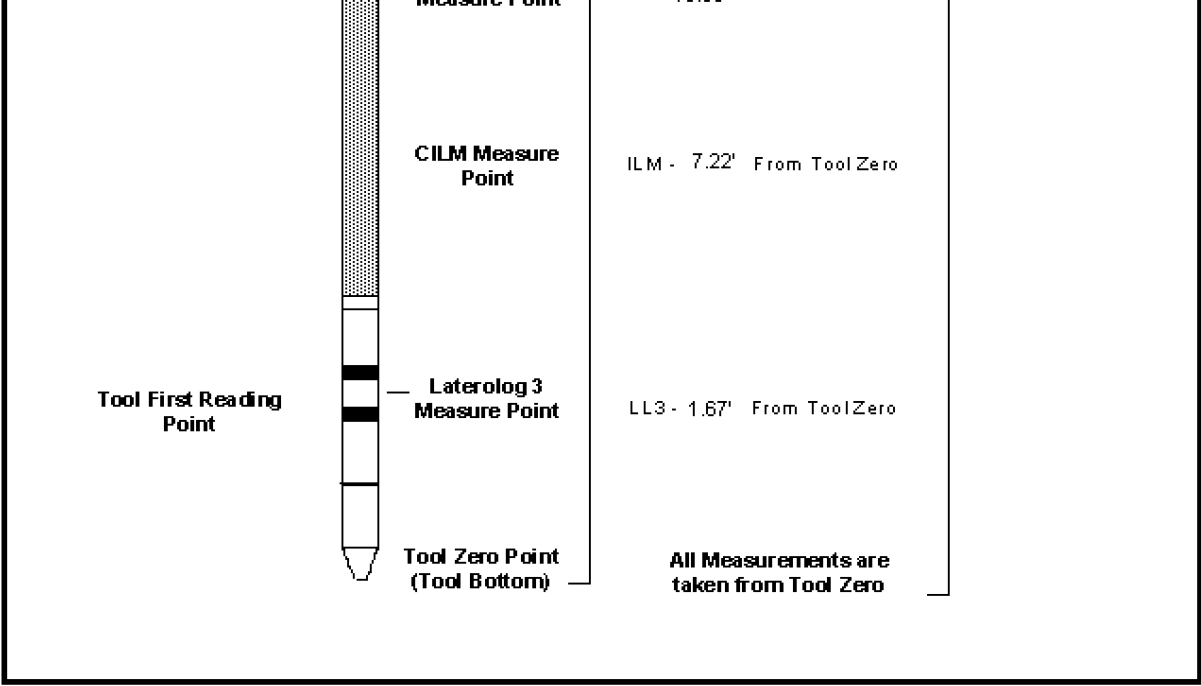 Measure Point
CILM Measure
Point
ILM - 7.22' From Tool Zero
Tool First Reading
Point
Laterolog 3
Measure Point
LL3 - 1.67' From Tool Zero
Tool Zero Point
(Tool Bottom)
All Measurements are
taken from Tool Zero